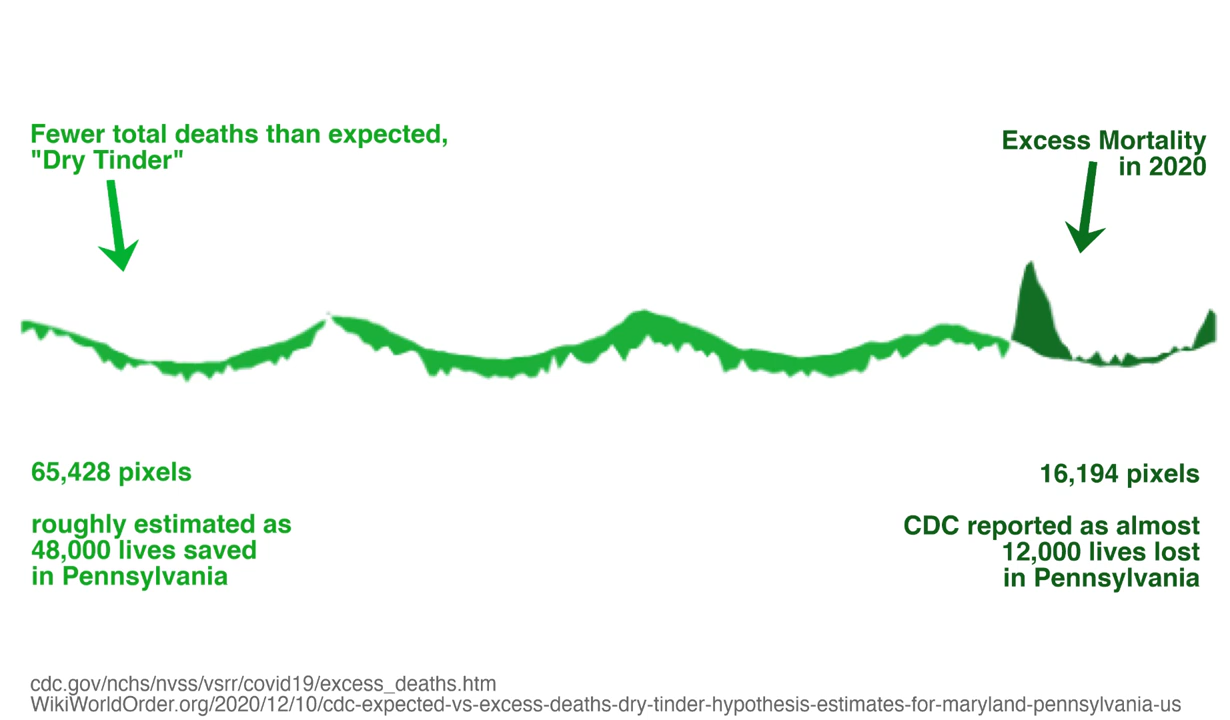 Fewer total deaths than expected,
"Dry Tinder"
Excess Mortality
in 2020
65,428 pixels
roughly estimated as
48,000 lives saved
in Pennsylvania
16,194 pixels
CDC reported as almost
12,000 lives lost
in Pennsylvania
cdc.gov/nchs/nvss/vsrr/covid19/excess_deaths.htm
WikiWorldOrder.org/2020/12/10/cdc-expected-vs-excess-deaths-dry-tinder-hypothesis-estimates-for-maryland-pennsylvania-us